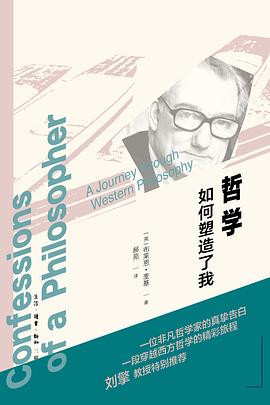 Confessions
of a Philosopher
A Journey Through
Western Philosophy
哲学
如何塑造了我
[英]布莱恩·麦基 著
郝苑 译
一位非凡哲学家的真挚告白
一段穿越西方哲学的精彩旅程
刘擎 教授特别推荐
生活·读书·新知 三联书店